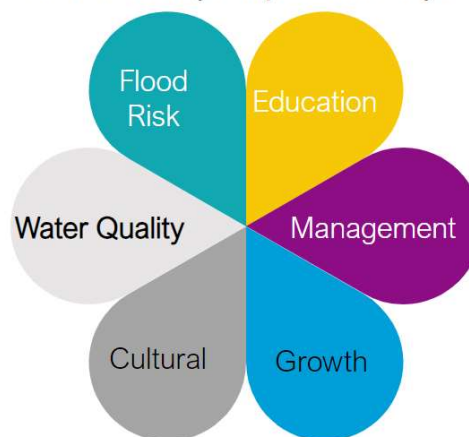 Flood
Risk
Education
Water Quality
Management
Cultural
Growth